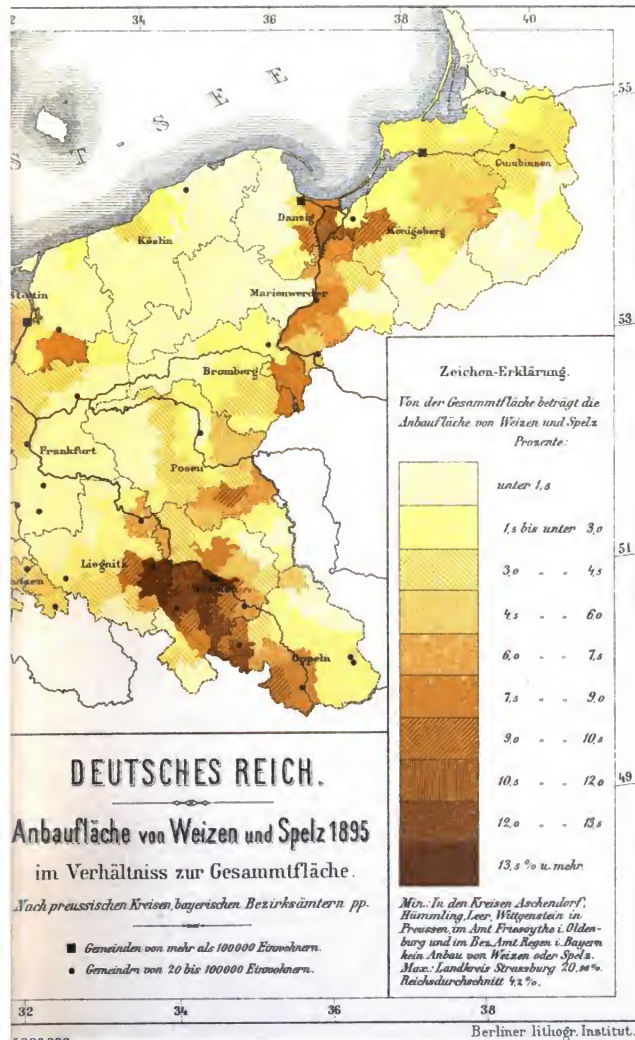 34 36 38 40
55
S T - S E E
Gumbinnen
Danzig
Königsberg
Köslin
Marienwerder
53
Stettin
Bromberg
Zeichen-Erklärung.
Von der Gesammtfläche beträgt die
Anbaufläche von Weizen und Spelz
Prozente:
Frankfurt
Posen
unter 1,5
1,5 bis unter 3,0
51
Liegnitz
3,0 „ „ 4,5
4,5 „ „ 6,0
Oppeln
6,0 „ „ 7,5
7,5 „ „ 9,0
9,0 „ „ 10,5
DEUTSCHES REICH.
10,5 „ „ 12,0
49
Anbaufläche von Weizen und Spelz 1895
12,0 „ „ 13,5
im Verhältniss zur Gesammtfläche.
13,5 % u. mehr.
Nach preussischen Kreisen, bayerischen Bezirksämtern pp.
Gemeinden von mehr als 100000 Einwohnern.
Gemeinden von 20 bis 100000 Einwohnern.
Min.: In den Kreisen Aschendorf,
Hümmling, Leer, Wittgenstein in
Preussen, im Amt Friesoythe i. Olden-
burg und im Bez. Amt Regen i. Bayern
kein Anbau von Weizen oder Spelz.
Max.: Landkreis Strassburg 20,96%.
Reichsdurchschnitt 4,2%.
32 34 36 38
Berliner lithogr. Institut.